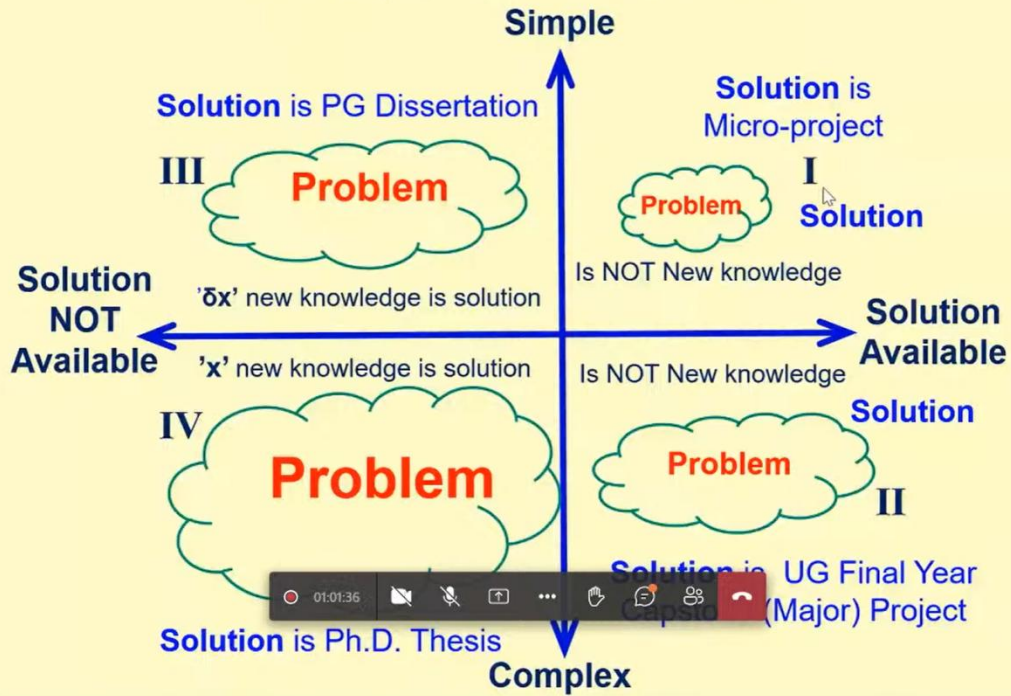 Simple
Solution is PG Dissertation
Solution is
Micro-project
III
Problem
I
Problem
Solution
Is NOT New knowledge
'δx' new knowledge is solution
Solution
NOT
Available
Solution
Available
'x' new knowledge is solution
Is NOT New knowledge
IV
Problem
Solution
Problem
II
Solution is UG Final Year
(Major) Project
01:01:36
Solution is Ph.D. Thesis
Complex